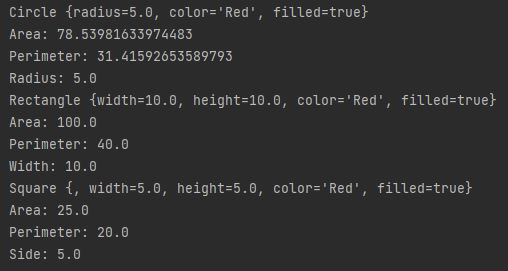 Circle {radius=5.0, color='Red', filled=true}
Area: 78.53981633974483
Perimeter: 31.41592653589793
Radius: 5.0
Rectangle {width=10.0, height=10.0, color='Red', filled=true}
Area: 100.0
Perimeter: 40.0
Width: 10.0
Square {, width=5.0, height=5.0, color='Red', filled=true}
Area: 25.0
Perimeter: 20.0
Side: 5.0